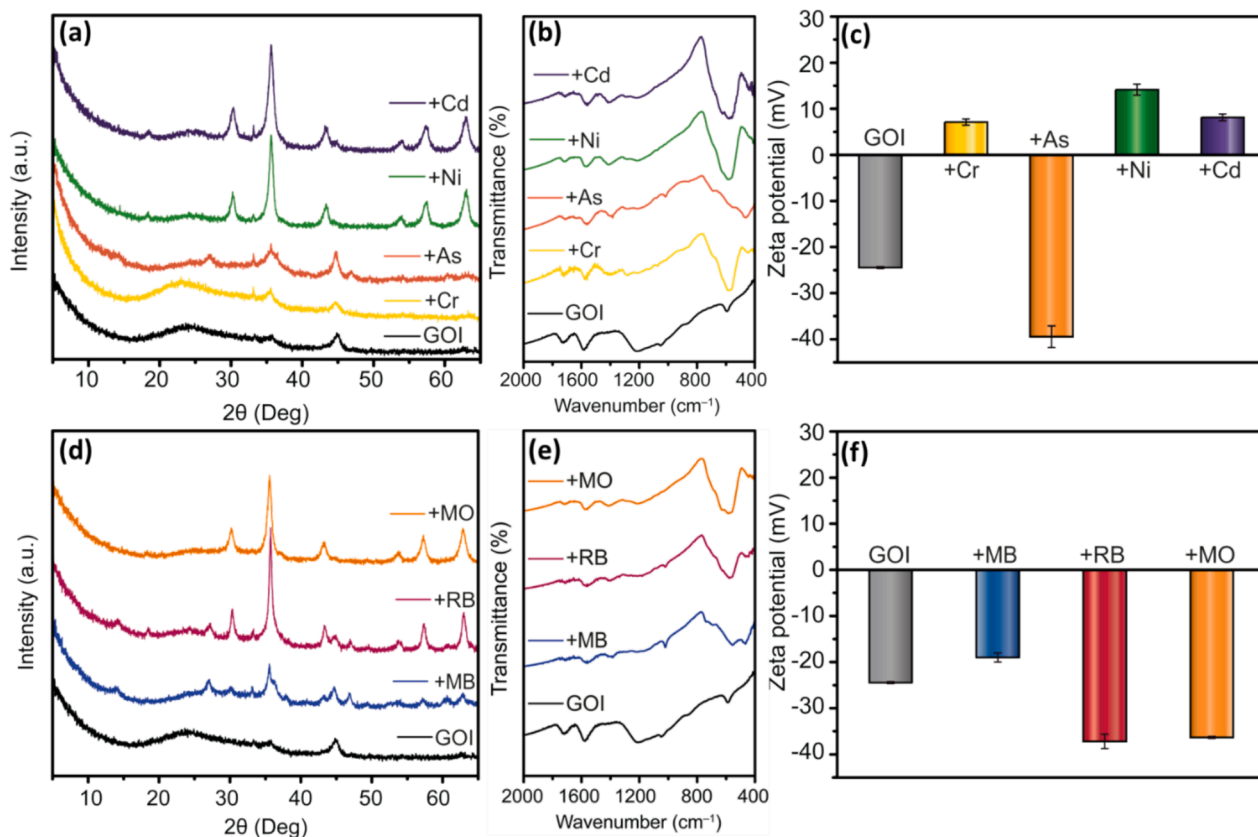 (a)
+Cd
+Ni
+As
+Cr
GOI
Intensity (a.u.)
10 20 30 40 50 60
2θ (Deg)
(b)
+Cd
+Ni
+As
+Cr
GOI
Transmittance (%)
2000 1600 1200 800 400
Wavenumber (cm⁻¹)
(c)
30
20
10
0
-10
-20
-30
-40
Zeta potential (mV)
GOI
+Cr
+As
+Ni
+Cd
(d)
+MO
+RB
+MB
GOI
Intensity (a.u.)
10 20 30 40 50 60
2θ (Deg)
(e)
+MO
+RB
+MB
GOI
Transmittance (%)
2000 1600 1200 800 400
Wavenumber (cm⁻¹)
(f)
30
20
10
0
-10
-20
-30
-40
Zeta potential (mV)
GOI +MB +RB +MO